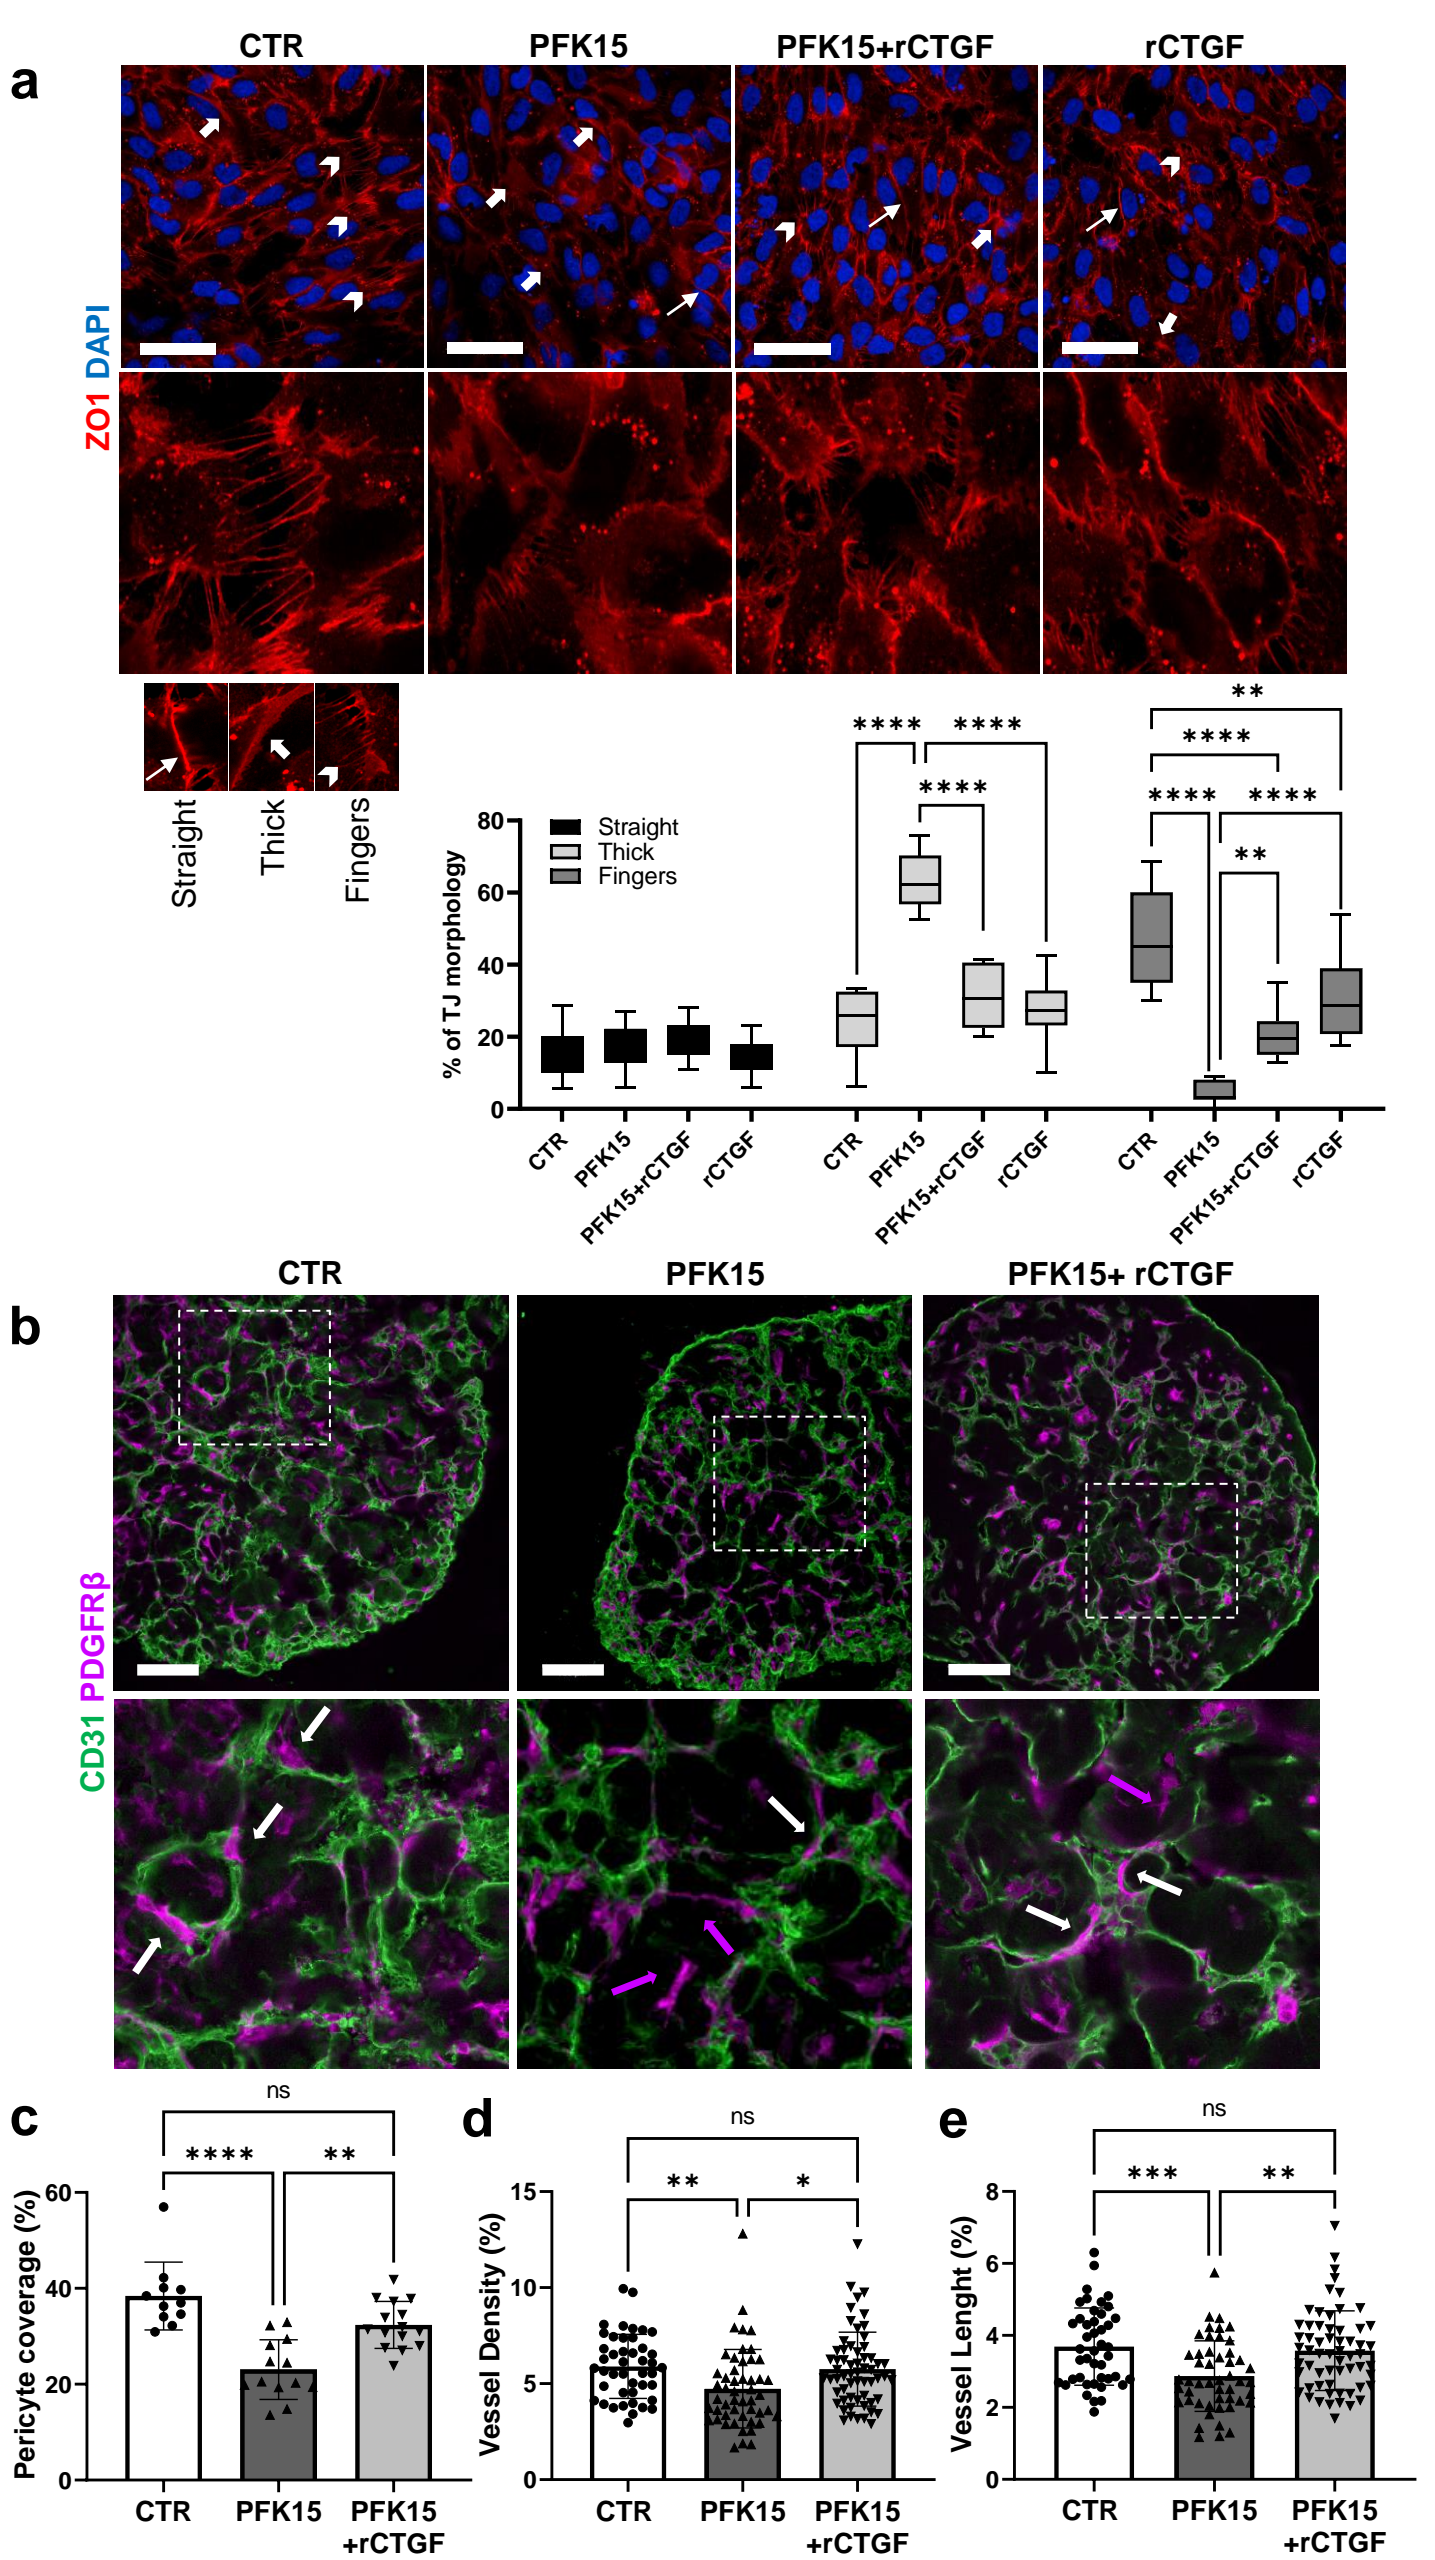 CTR PFK15 PFK15+rCTGF rCTGF
a
ZO1 DAPI
Straight
Thick
Fingers
**
**** **** ****
**** **** ****
**
% of TJ morphology
80
60
40
20
0
Straight
Thick
Fingers
CTR PFK15 PFK15+rCTGF rCTGF CTR PFK15 PFK15+rCTGF rCTGF CTR PFK15 PFK15+rCTGF rCTGF
CTR PFK15 PFK15+ rCTGF
b
CD31 PDGFRβ
c
ns
**** **
Pericyte coverage (%)
60
40
20
0
CTR PFK15 PFK15
+rCTGF
d
ns
** *
Vessel Density (%)
15
10
5
0
CTR PFK15 PFK15
+rCTGF
e
ns
*** **
Vessel Lenght (%)
8
6
4
2
0
CTR PFK15 PFK15
+rCTGF